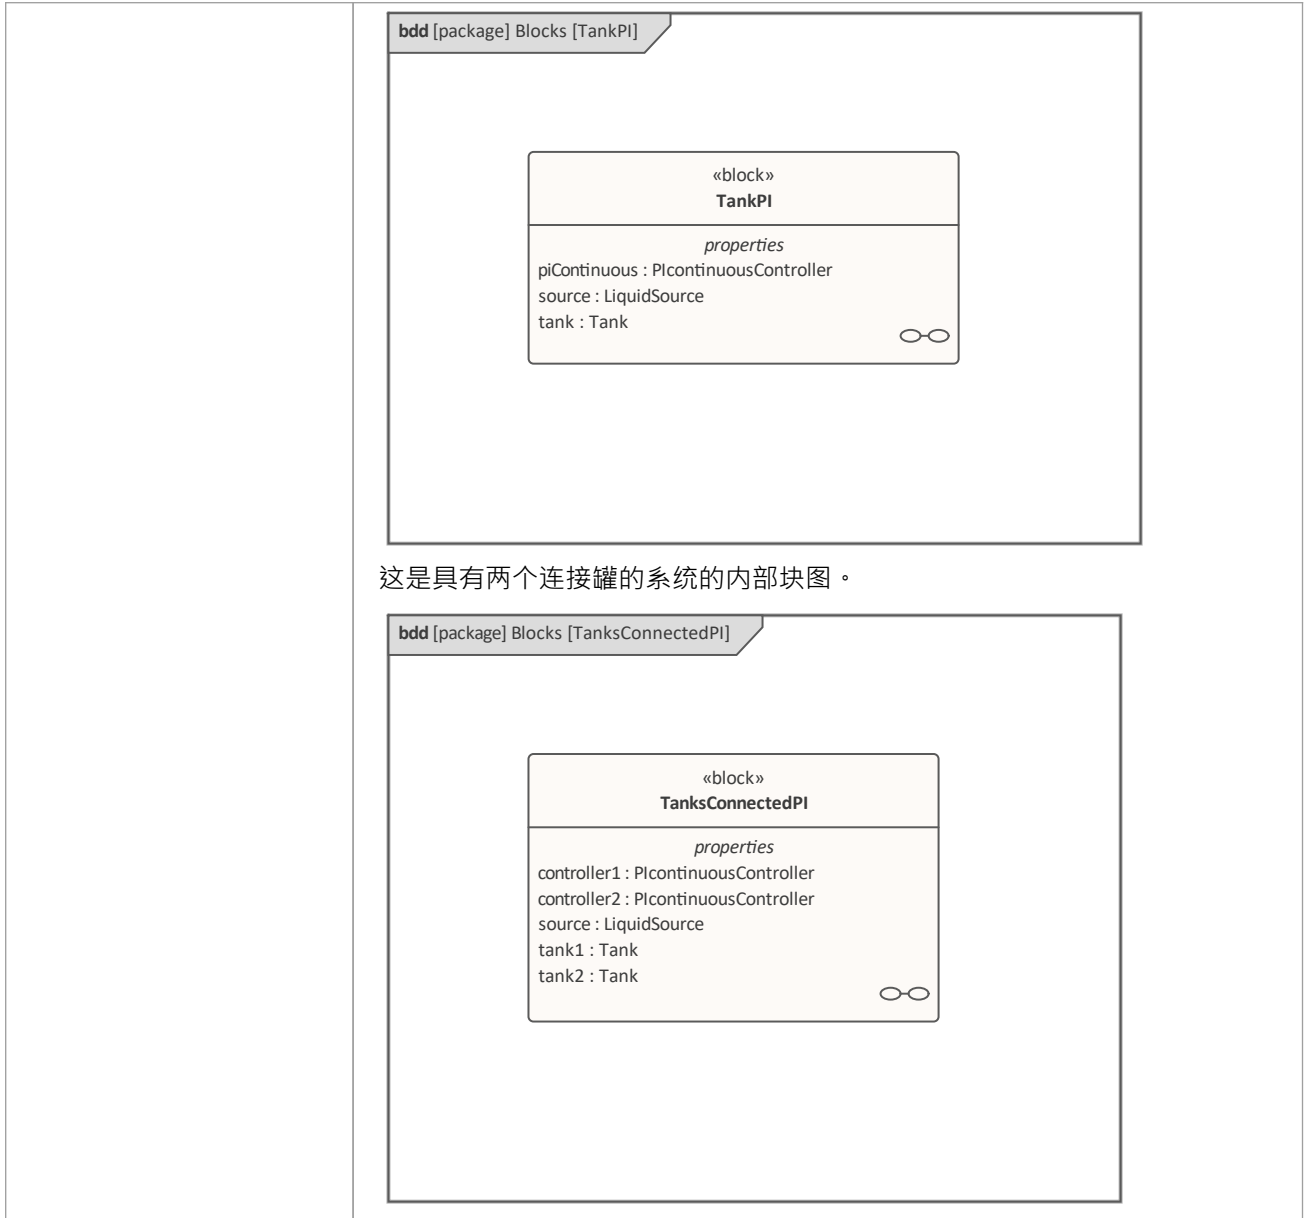 bdd [package] Blocks [TankPI]
«block»
TankPI
properties
piContinuous : PIcontinuousController
source : LiquidSource
tank : Tank
这是具有两个连接罐的系统的内部块图。
bdd [package] Blocks [TanksConnectedPI]
«block»
TanksConnectedPI
properties
controller1 : PIcontinuousController
controller2 : PIcontinuousController
source : LiquidSource
tank1 : Tank
tank2 : Tank